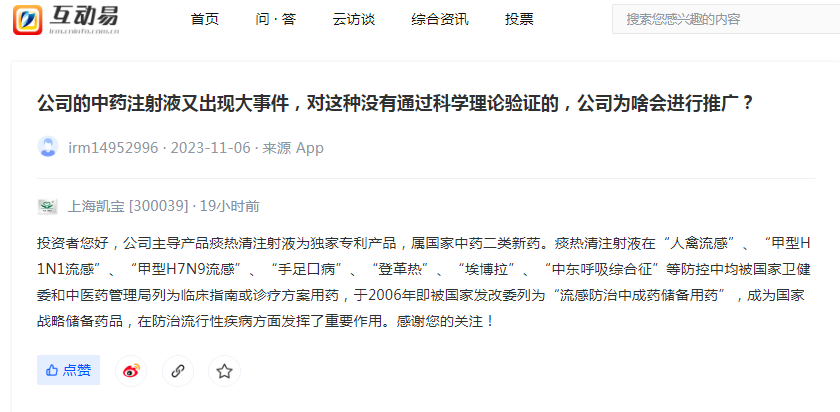 互动易
irm.cninfo.com.cn
首页 问·答 云访谈 综合资讯 投票 搜索您感兴趣的内容
公司的中药注射液又出现大事件，对这种没有通过科学理论验证的，公司为啥会进行推广？
irm14952996 · 2023-11-06 · 来源 App
上海凯宝 [300039] · 19小时前
投资者您好，公司主导产品痰热清注射液为独家专利产品，属国家中药二类新药。痰热清注射液在“人禽流感”、“甲型H
1N1流感”、“甲型H7N9流感”、“手足口病”、“登革热”、“埃博拉”、“中东呼吸综合征”等防控中均被国家卫健
委和中医药管理局列为临床指南或诊疗方案用药，于2006年即被国家发改委列为“流感防治中成药储备用药”，成为国家
战略储备药品，在防治流行性疾病方面发挥了重要作用。感谢您的关注！
点赞